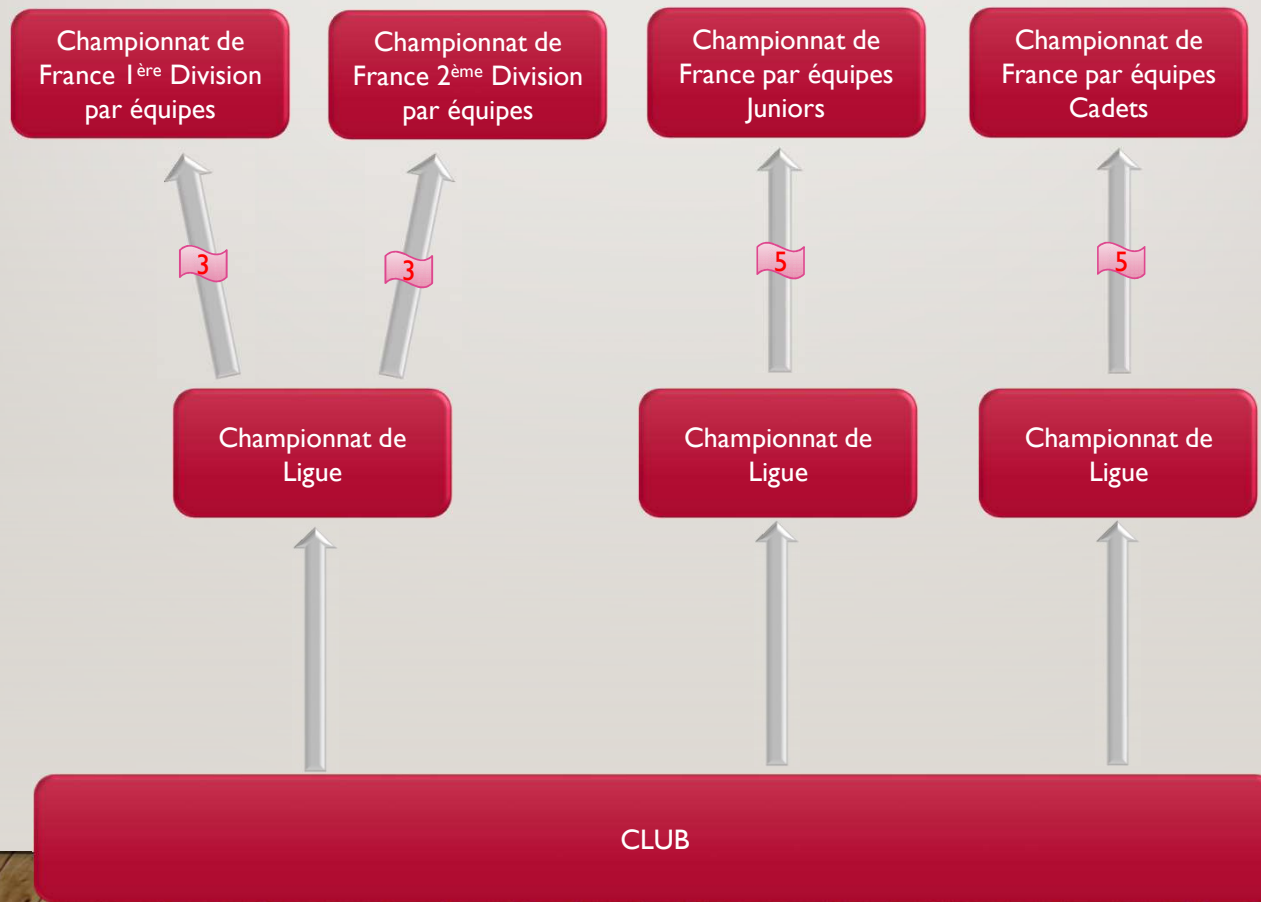 Championnat de
France 1ère Division
par équipes
Championnat de
France 2ème Division
par équipes
Championnat de
France par équipes
Juniors
Championnat de
France par équipes
Cadets
3
3
5
5
Championnat de
Ligue
Championnat de
Ligue
Championnat de
Ligue
CLUB